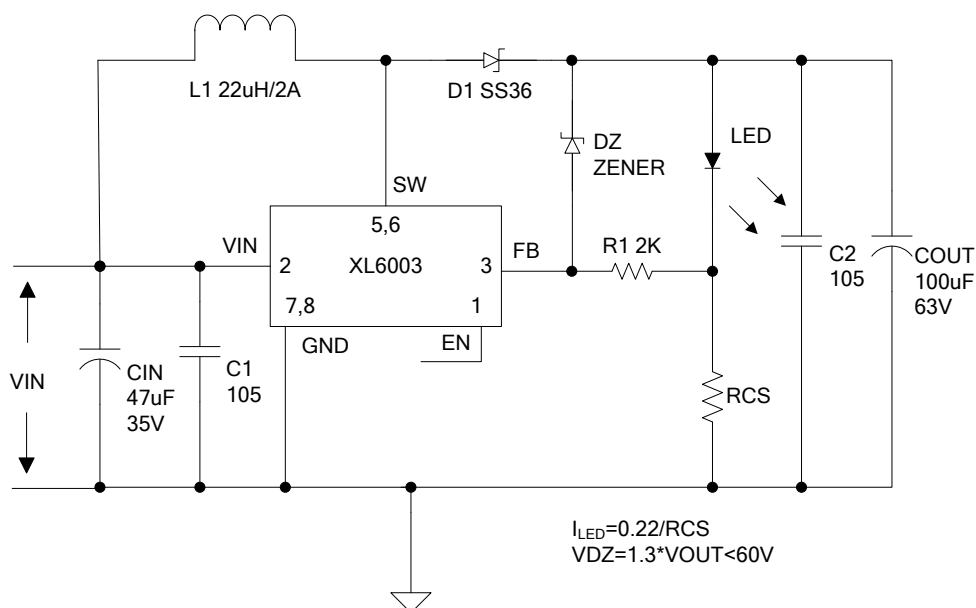 L1 22uH/2A
D1 SS36
DZ
ZENER
LED
SW
5,6
VIN
FB
R1 2K
2
XL6003
3
C2
105
COUT
100uF
63V
7,8
1
GND
EN
VIN
CIN
47uF
35V
C1
105
RCS
ILED=0.22/RCS
VDZ=1.3*VOUT<60V